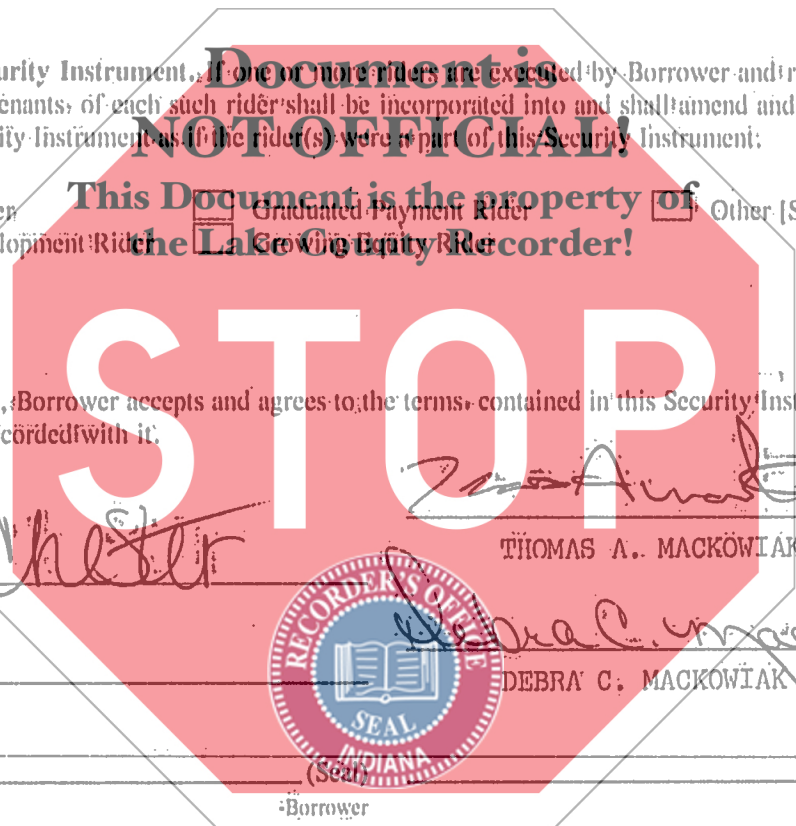 urity Instrument. If one or more riders are executed by Borrower and r
Document is
enants of each such rider shall be incorporated into and shall amend and
ity Instrument as if the rider(s) were a part of this Security Instrument.
NOT OFFICIAL!
This Document is the property of
Graduated Payment Rider Other [S
lopment Rider Growing Equity Rider
the Lake County Recorder!
STOP
, Borrower accepts and agrees to the terms contained in this Security Inst
corded with it.
THOMAS A. MACKOWIAK
RECORDER'S OFFICE
DEBRA C. MACKOWIAK
SEAL
INDIANA
(Seal)
-Borrower